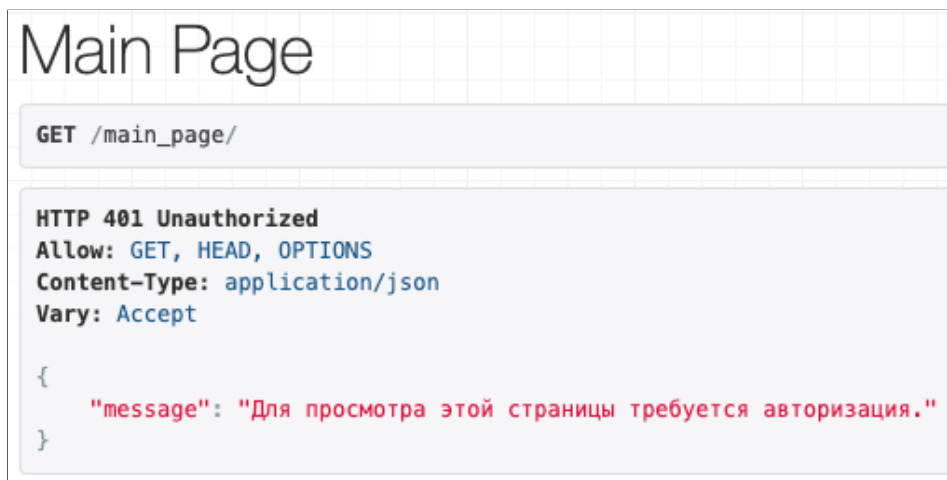 Main Page
GET /main_page/
HTTP 401 Unauthorized
Allow: GET, HEAD, OPTIONS
Content-Type: application/json
Vary: Accept
{
"message": "Для просмотра этой страницы требуется авторизация."
}